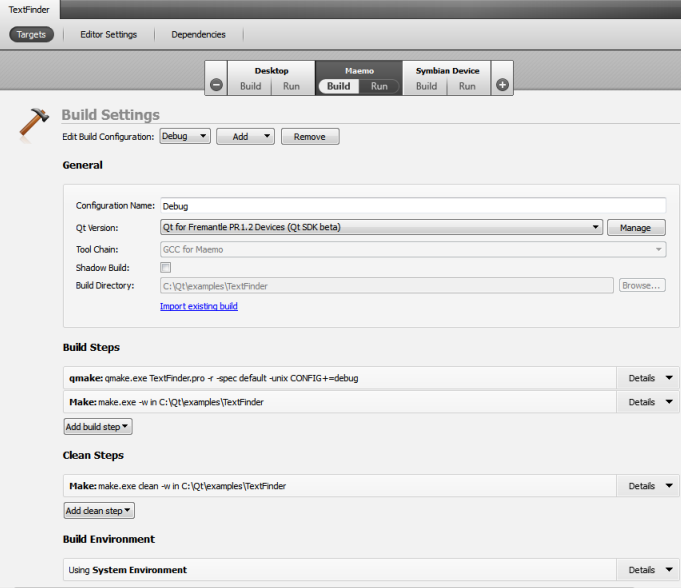 TextFinder
Targets Editor Settings Dependencies
Desktop Maemo Symbian Device
Build Run Build Run Build Run
Build Settings
Edit Build Configuration: Debug Add Remove
General
Configuration Name: Debug
Qt Version: Qt for Fremantle PR1.2 Devices (Qt SDK beta) Manage
Tool Chain: GCC for Maemo
Shadow Build:
Build Directory: C:\Qt\examples\TextFinder Browse...
Import existing build
Build Steps
qmake: qmake.exe TextFinder.pro -r -spec default -unix CONFIG+=debug Details
Make: make.exe -w in C:\Qt\examples\TextFinder Details
Add build step
Clean Steps
Make: make.exe clean -w in C:\Qt\examples\TextFinder Details
Add clean step
Build Environment
Using System Environment Details